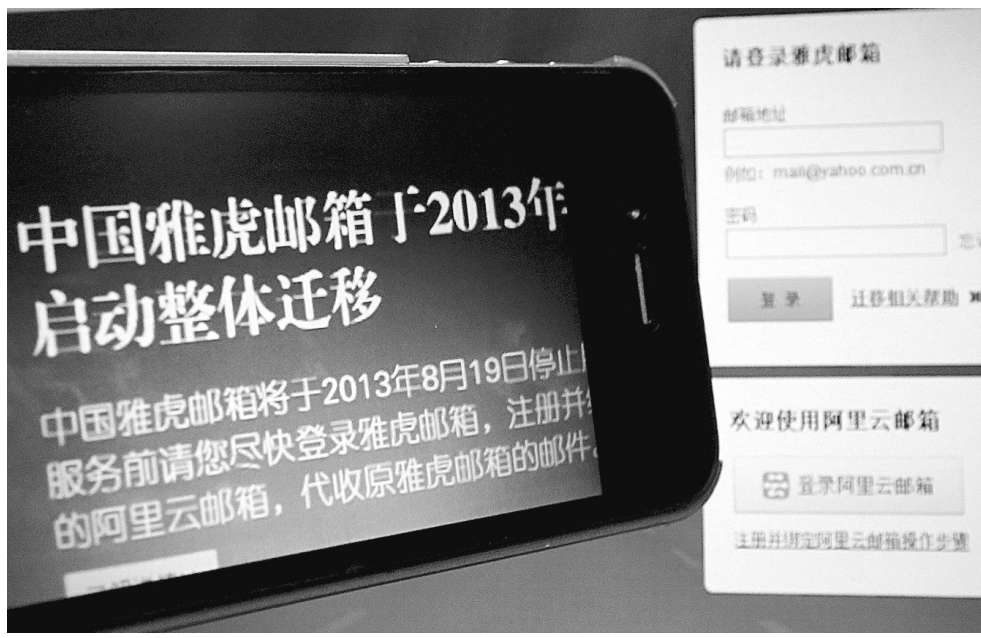 中国雅虎邮箱于2013年
启动整体迁移
中国雅虎邮箱将于2013年8月19日停止
服务前请您尽快登录雅虎邮箱，注册并
的阿里云邮箱，代收原雅虎邮箱的邮件。
请登录雅虎邮箱
邮箱地址
例如：mail@yahoo.com.cn
密码
登 录 迁移相关帮助
欢迎使用阿里云邮箱
登录阿里云邮箱
注册并绑定阿里云邮箱操作步骤